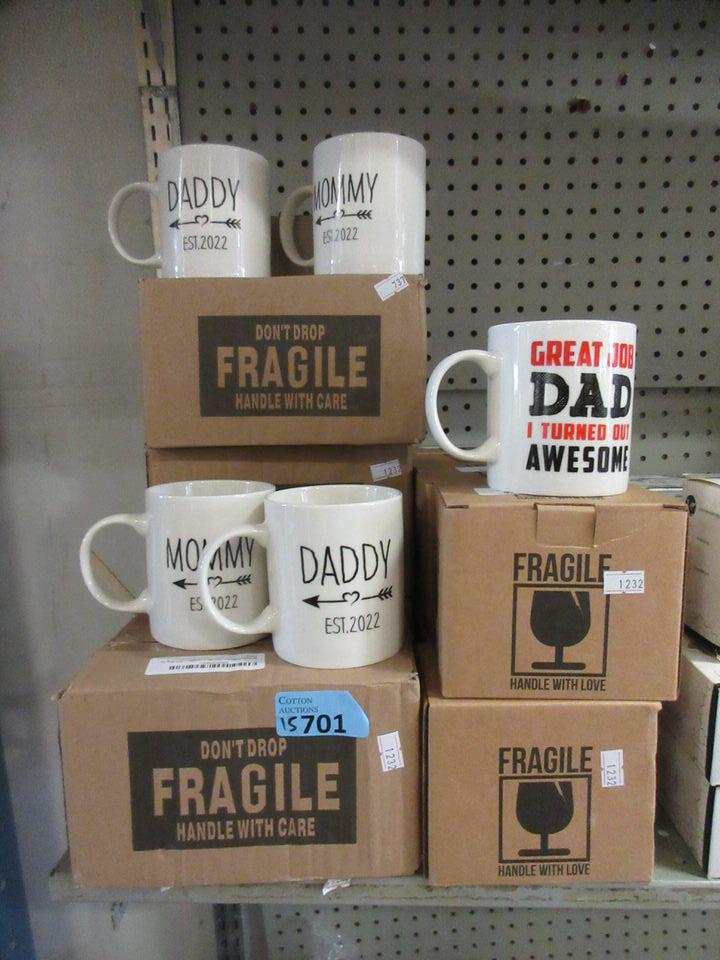 DADDY
EST.2022
MOMMY
EST.2022
737
DON'T DROP
FRAGILE
HANDLE WITH CARE
1232
GREAT JOB
DAD
I TURNED OUT
AWESOME
MOMMY
EST.2022
DADDY
EST.2022
FRAGILE
1232
HANDLE WITH LOVE
COTTON
AUCTIONS
15701
DON'T DROP
FRAGILE
HANDLE WITH CARE
1232
FRAGILE
1232
HANDLE WITH LOVE